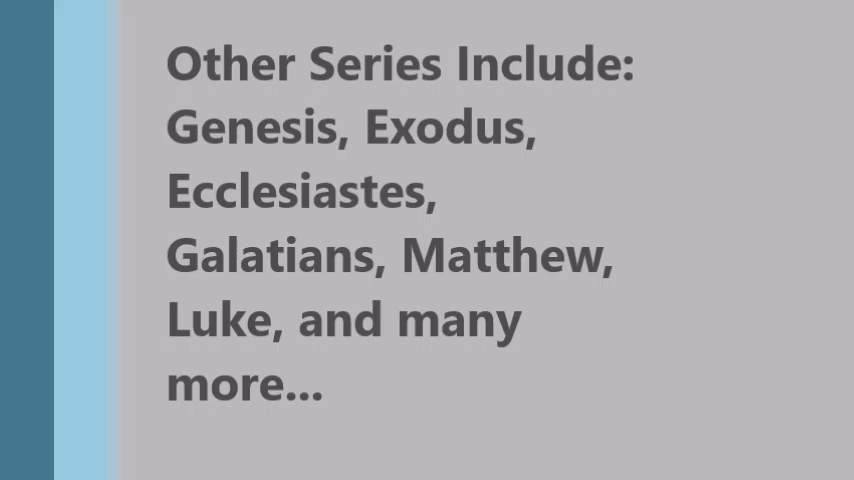 Other Series Include:
Genesis, Exodus,
Ecclesiastes,
Galatians, Matthew,
Luke, and many
more...